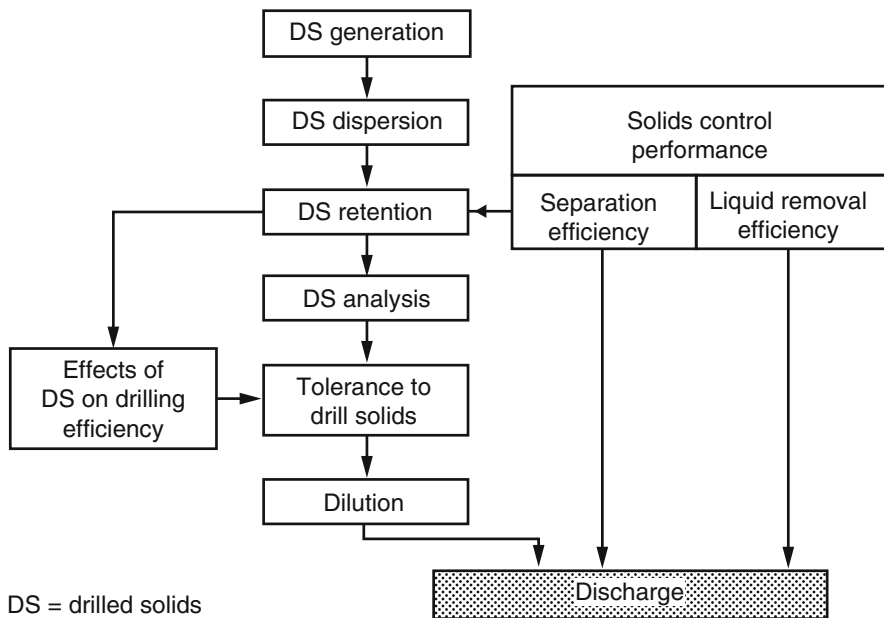 DS generation
DS dispersion
Solids control
performance
DS retention
Separation
efficiency
Liquid removal
efficiency
DS analysis
Effects of
DS on drilling
efficiency
Tolerance to
drill solids
Dilution
Discharge
DS = drilled solids